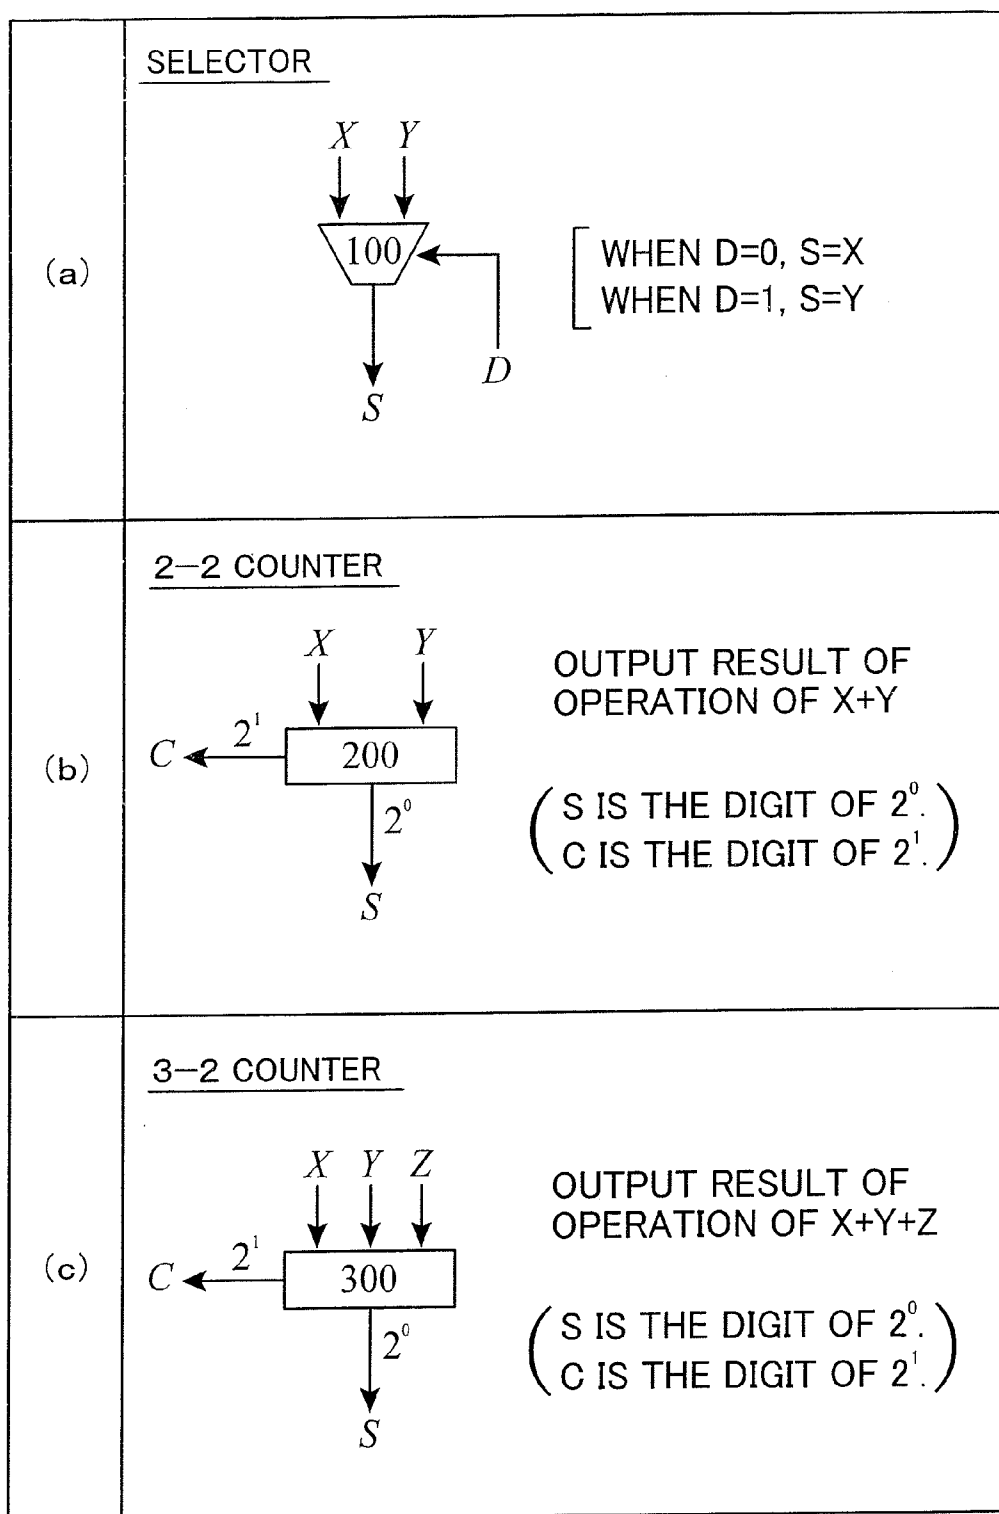 (a)
SELECTOR
X Y
100
WHEN D=0, S=X
WHEN D=1, S=Y
D
S
(b)
2-2 COUNTER
X Y
OUTPUT RESULT OF
OPERATION OF X+Y
C 2¹ 200
2⁰
S IS THE DIGIT OF 2⁰.
C IS THE DIGIT OF 2¹.
S
(c)
3-2 COUNTER
X Y Z
OUTPUT RESULT OF
OPERATION OF X+Y+Z
C 2¹ 300
2⁰
S IS THE DIGIT OF 2⁰.
C IS THE DIGIT OF 2¹.
S